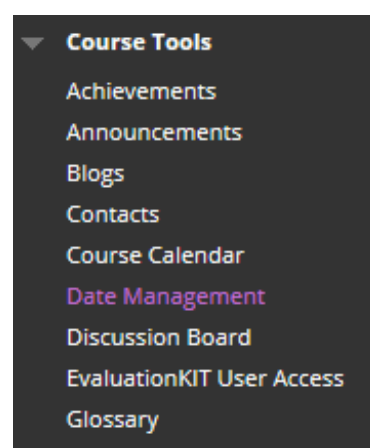 Course Tools
Achievements
Announcements
Blogs
Contacts
Course Calendar
Date Management
Discussion Board
EvaluationKIT User Access
Glossary